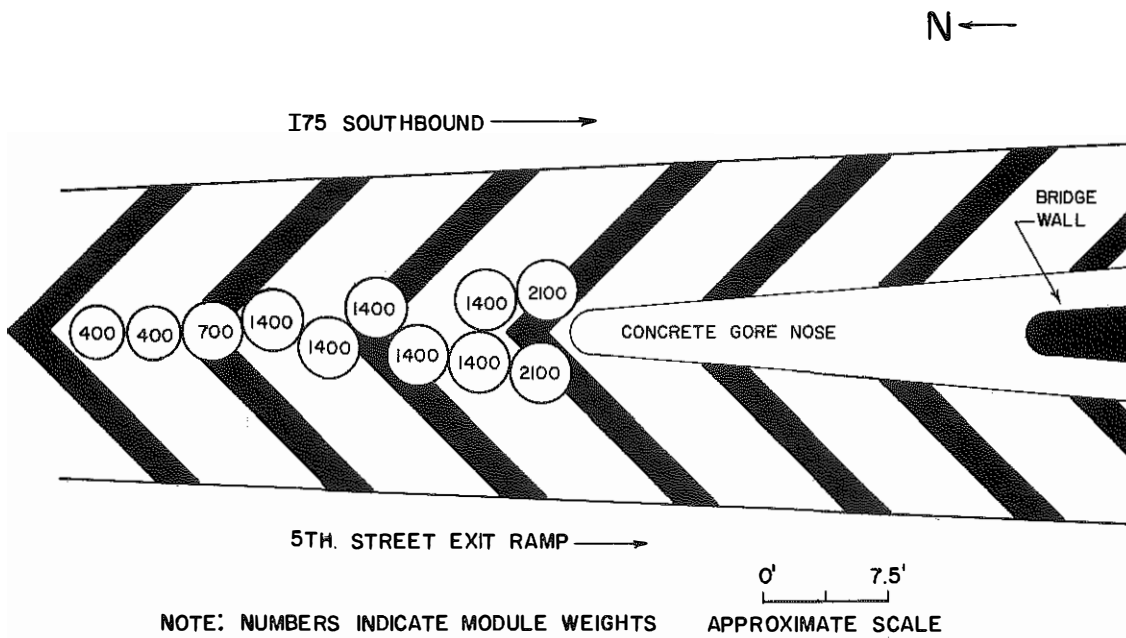 N
I75 SOUTHBOUND
BRIDGE
WALL
400
400
700
1400
1400
1400
1400
1400
1400
2100
2100
CONCRETE GORE NOSE
5TH. STREET EXIT RAMP
0' 7.5'
NOTE: NUMBERS INDICATE MODULE WEIGHTS APPROXIMATE SCALE